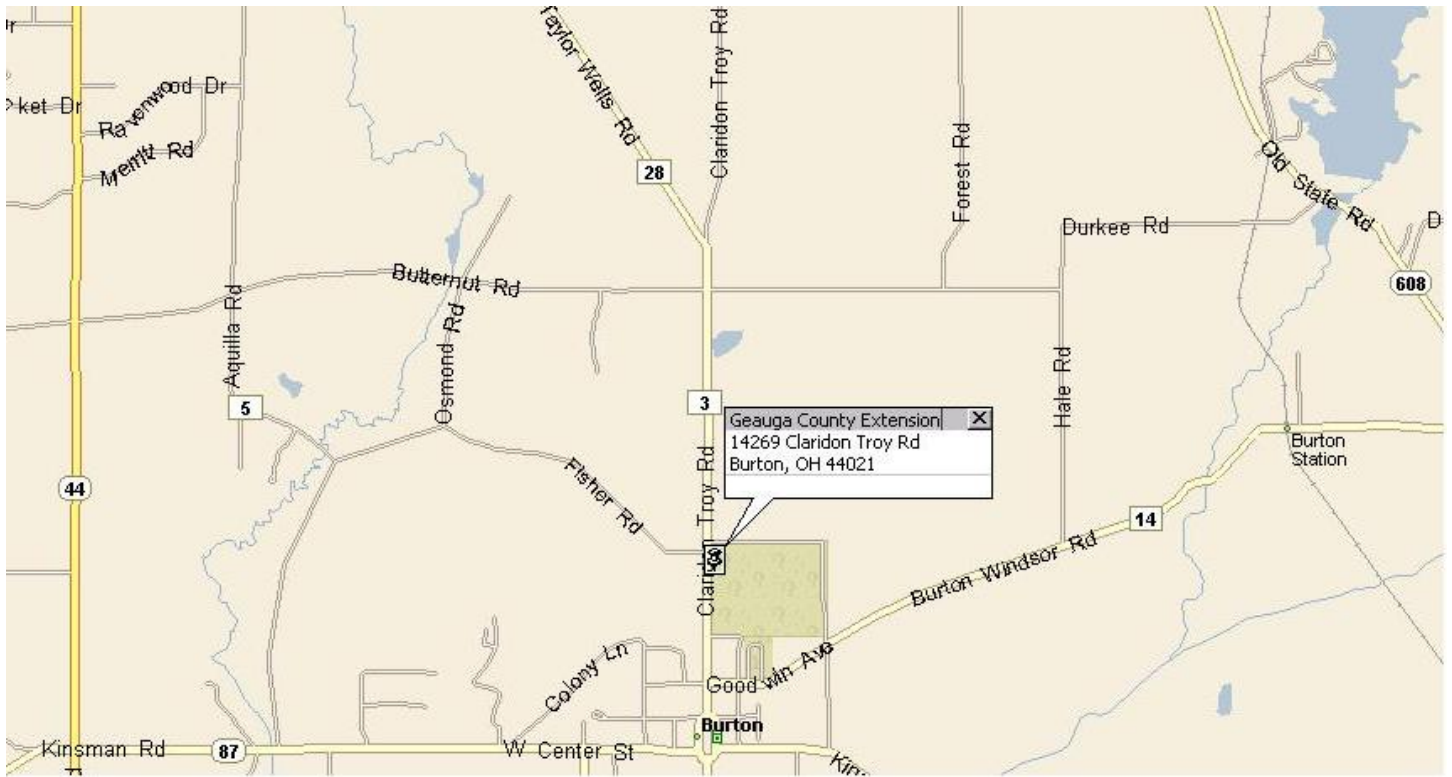 Taylor Wells Rd
Claridon Troy Rd
Forest Rd
Ravenwood Dr
ket Dr
Merritt Rd
28
Old State Rd
Durkee Rd
D
608
Butternut Rd
Aquilla Rd
Osmond Rd
Hale Rd
5
3
Geauga County Extension
14269 Claridon Troy Rd
Burton, OH 44021
Burton
Station
44
Fisher Rd
Claridon Troy Rd
14
Burton Windsor Rd
Colony Ln
Goodwin Ave
Burton
Kinsman Rd
87
W Center St
Kins